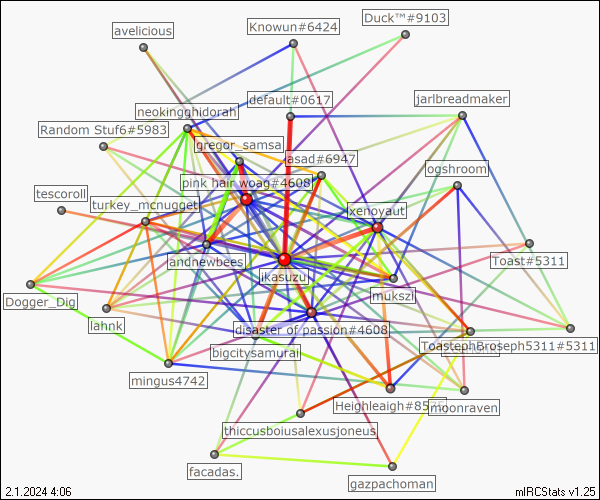 Duck™#9103
Knowun#6424
avelicious
default#0617
jarlbreadmaker
neokingghidorah
Random Stuf6#5983
gregor_samsa
asad#6947
ogshroom
pink hair woag#4608
tescoroll
turkey_mcnugget
xenoyaut
andnewbees
Toast#5311
ikasuzu
mukszi
Dogger_Dig
lahnk
disaster of passion#4608
ToastephBroseph5311#5311
bigcitysamurai
mingus4742
Heighleaigh#85
moonraven
thiccusboiusalexusjoneus
facadas.
gazpachoman
2.1.2024 4:06
mIRCStats v1.25